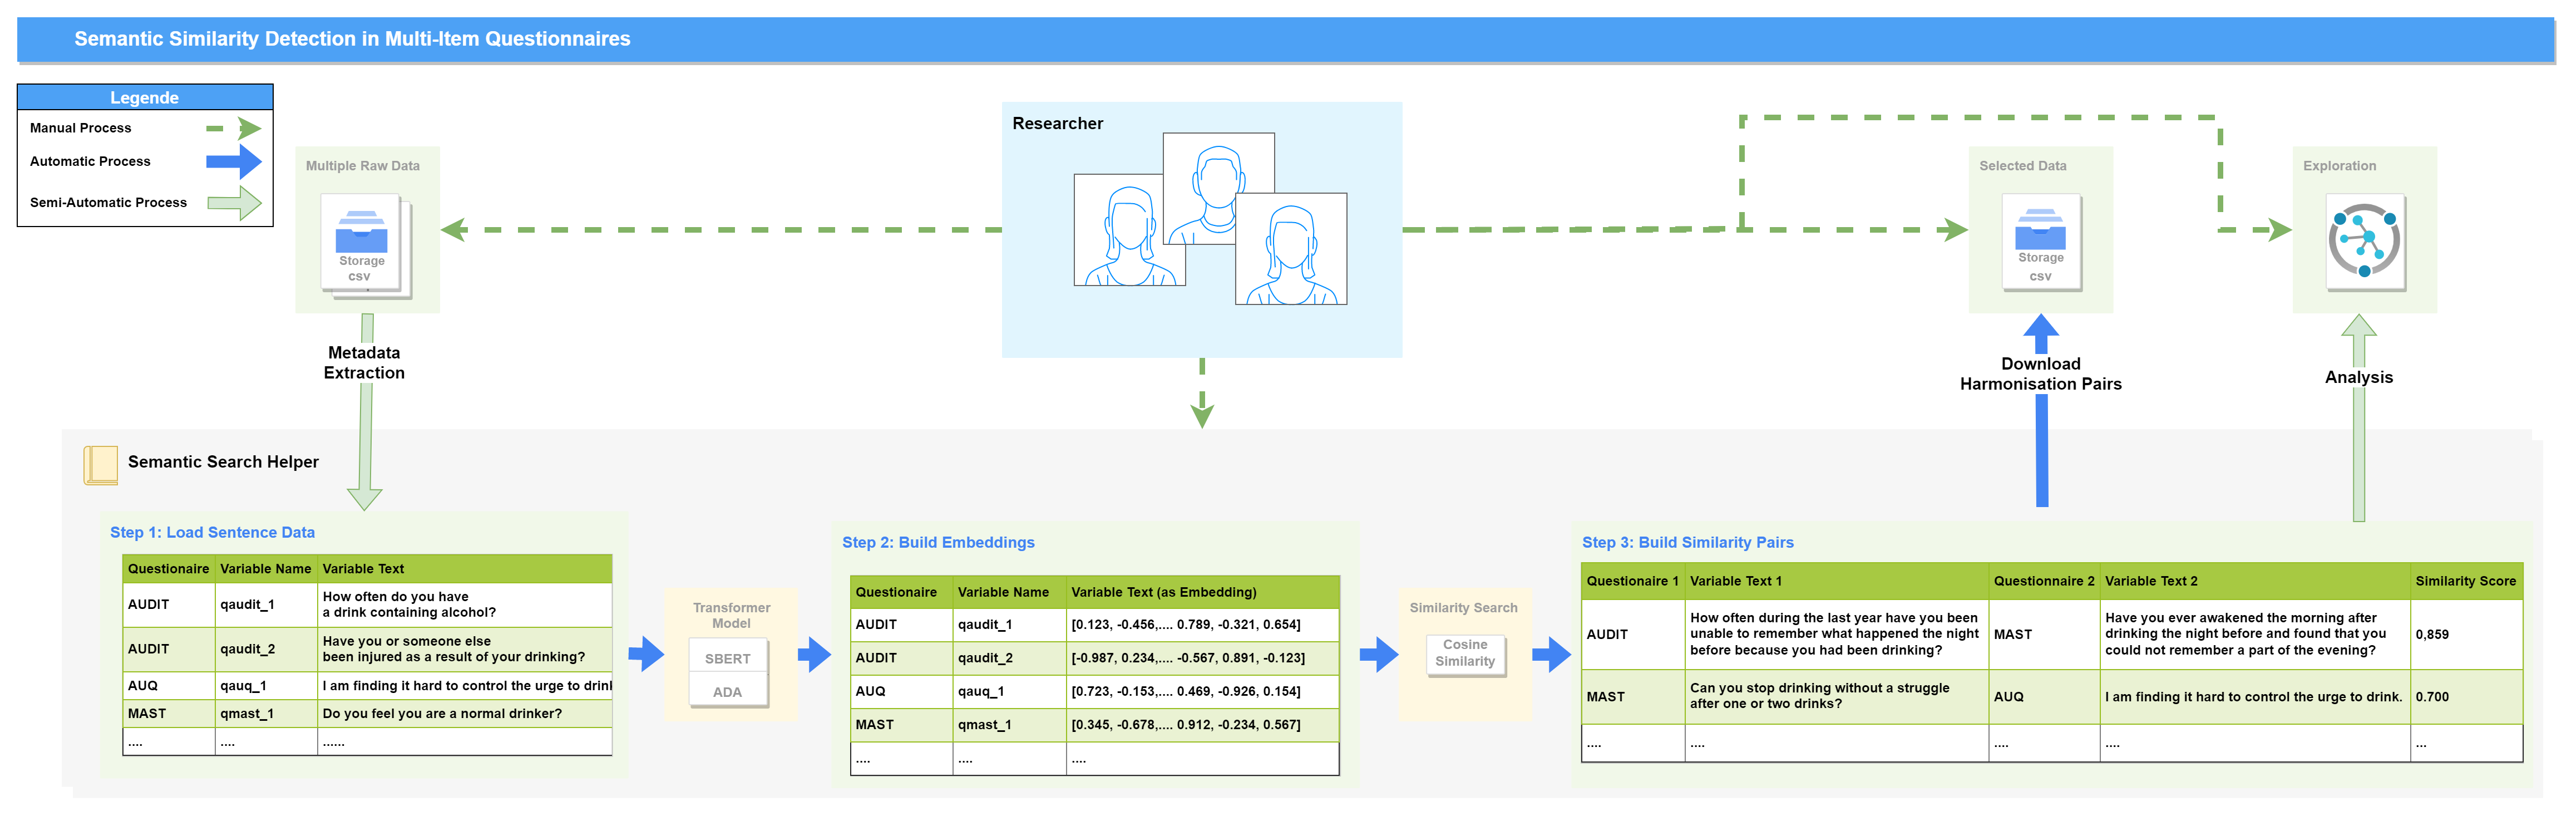 Semantic Similarity Detection in Multi-Item Questionnaires
Legende
Manual Process
Automatic Process
Semi-Automatic Process
Multiple Raw Data
Storage
csv
Researcher
Selected Data
Storage
csv
Exploration
Metadata
Extraction
Download
Harmonisation Pairs
Analysis
Semantic Search Helper
Step 1: Load Sentence Data
Questionaire Variable Name Variable Text
AUDIT qaudit_1 How often do you have
a drink containing alcohol?
AUDIT qaudit_2 Have you or someone else
been injured as a result of your drinking?
AUQ qauq_1 I am finding it hard to control the urge to drin
MAST qmast_1 Do you feel you are a normal drinker?
.... .... ......
Transformer
Model
SBERT
ADA
Step 2: Build Embeddings
Questionaire Variable Name Variable Text (as Embedding)
AUDIT qaudit_1 [0.123, -0.456,.... 0.789, -0.321, 0.654]
AUDIT qaudit_2 [-0.987, 0.234,.... -0.567, 0.891, -0.123]
AUQ qauq_1 [0.723, -0.153,.... 0.469, -0.926, 0.154]
MAST qmast_1 [0.345, -0.678,.... 0.912, -0.234, 0.567]
.... .... ....
Similarity Search
Cosine
Similarity
Step 3: Build Similarity Pairs
Questionaire 1 Variable Text 1 Questionnaire 2 Variable Text 2 Similarity Score
AUDIT How often during the last year have you been
unable to remember what happened the night
before because you had been drinking?
MAST Have you ever awakened the morning after
drinking the night before and found that you
could not remember a part of the evening?
0,859
MAST Can you stop drinking without a struggle
after one or two drinks?
AUQ I am finding it hard to control the urge to drink. 0.700
.... .... .... .... ...